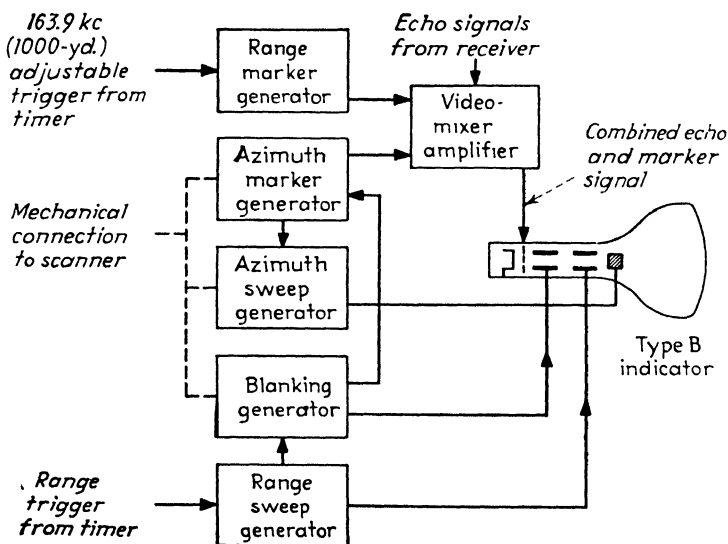 163.9 kc
(1000-yd.)
adjustable
trigger from
timer
Range
marker
generator
Echo signals
from receiver
Video-
mixer
amplifier
Combined echo
and marker
signal
Azimuth
marker
generator
Mechanical
connection
to scanner
Azimuth
sweep
generator
Type B
indicator
Blanking
generator
Range
trigger
from timer
Range
sweep
generator